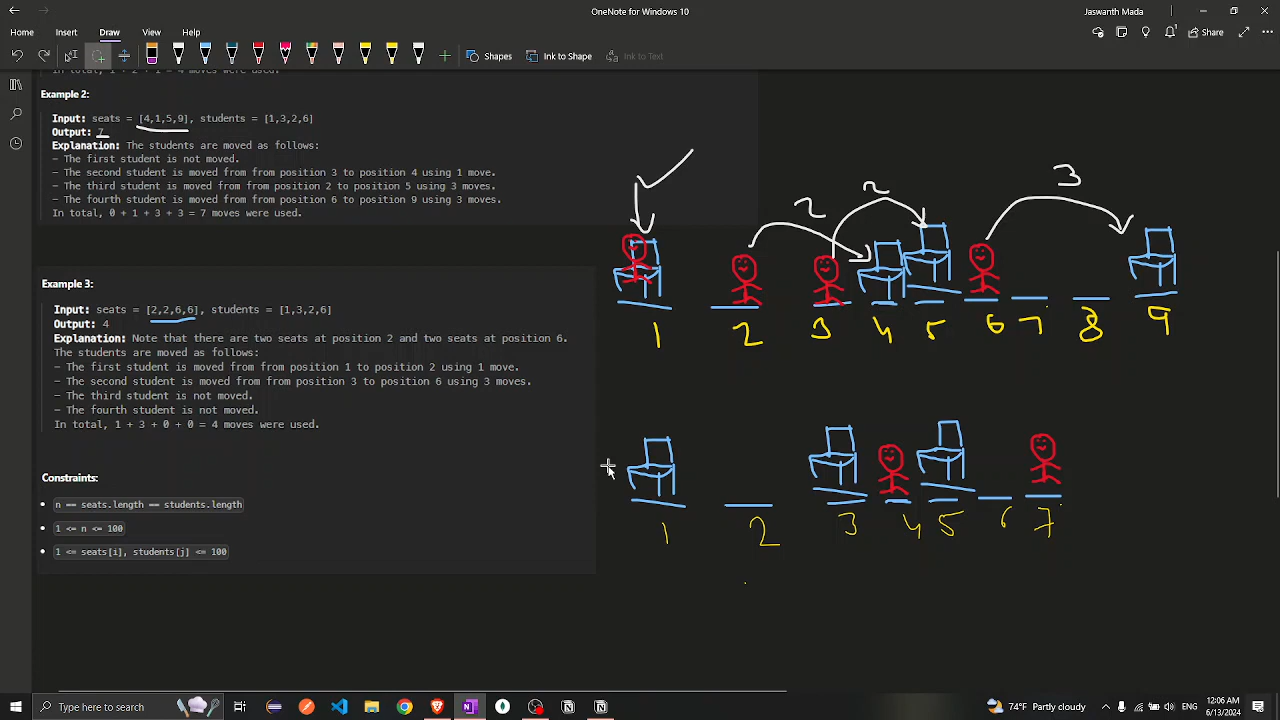 OneNote for Windows 10
Jaswanth Mada
Home Insert Draw View Help
Share
Shapes Ink to Shape Ink to Text
In total, 1 + 2 + 1 = 4 moves were used.
Example 2:
Input: seats = [4,1,5,9], students = [1,3,2,6]
Output: 7
Explanation: The students are moved as follows:
- The first student is not moved.
- The second student is moved from from position 3 to position 4 using 1 move.
- The third student is moved from from position 2 to position 5 using 3 moves.
- The fourth student is moved from from position 6 to position 9 using 3 moves.
In total, 0 + 1 + 3 + 3 = 7 moves were used.
2 2 3
1 2 3 4 5 6 7 8 9
Example 3:
Input: seats = [2,2,6,6], students = [1,3,2,6]
Output: 4
Explanation: Note that there are two seats at position 2 and two seats at position 6.
The students are moved as follows:
- The first student is moved from from position 1 to position 2 using 1 move.
- The second student is moved from from position 3 to position 6 using 3 moves.
- The third student is not moved.
- The fourth student is not moved.
In total, 1 + 3 + 0 + 0 = 4 moves were used.
1 2 3 4 5 6 7
Constraints:
• n == seats.length == students.length
• 1 <= n <= 100
• 1 <= seats[i], students[j] <= 100
Type here to search
74°F Partly cloudy
12:06 AM
6/13/2024